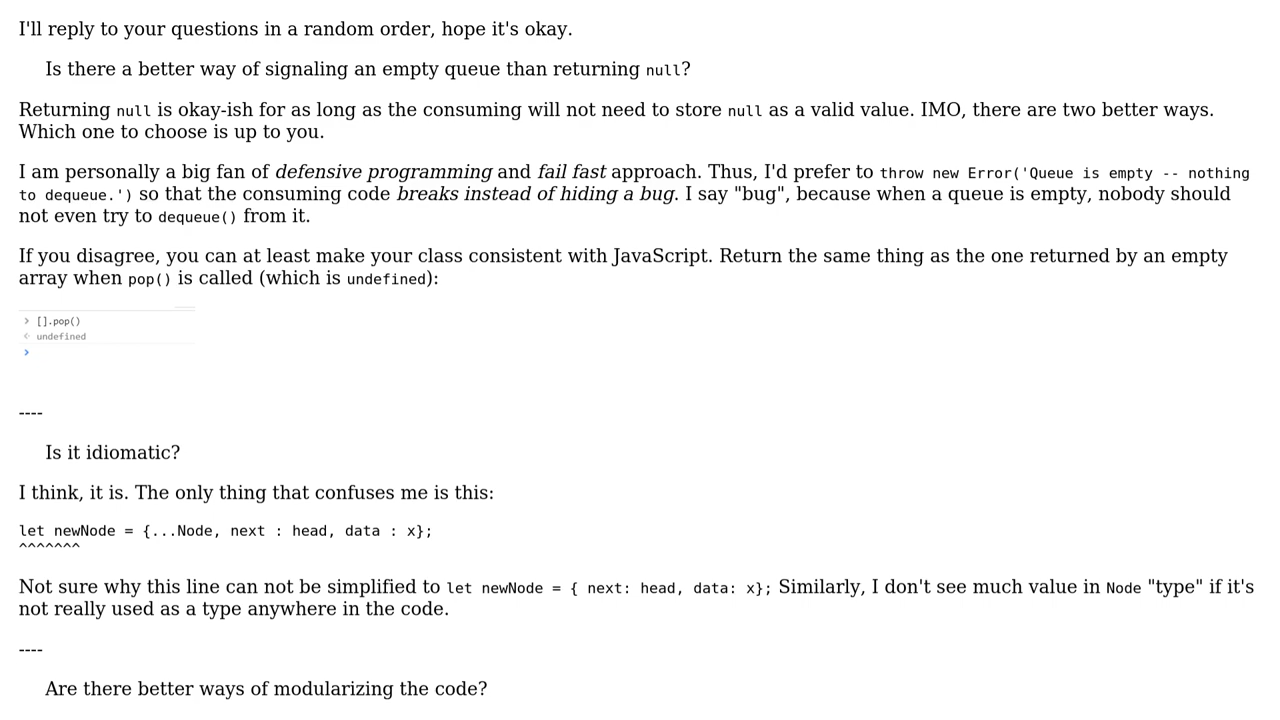 I'll reply to your questions in a random order, hope it's okay.
Is there a better way of signaling an empty queue than returning null?
Returning null is okay-ish for as long as the consuming will not need to store null as a valid value. IMO, there are two better ways.
Which one to choose is up to you.
I am personally a big fan of defensive programming and fail fast approach. Thus, I'd prefer to throw new Error('Queue is empty -- nothing
to dequeue.') so that the consuming code breaks instead of hiding a bug. I say "bug", because when a queue is empty, nobody should
not even try to dequeue() from it.
If you disagree, you can at least make your class consistent with JavaScript. Return the same thing as the one returned by an empty
array when pop() is called (which is undefined):
> [].pop()
< undefined
>
----
Is it idiomatic?
I think, it is. The only thing that confuses me is this:
let newNode = {...Node, next : head, data : x};
^^^^^^^
Not sure why this line can not be simplified to let newNode = { next: head, data: x}; Similarly, I don't see much value in Node "type" if it's
not really used as a type anywhere in the code.
----
Are there better ways of modularizing the code?